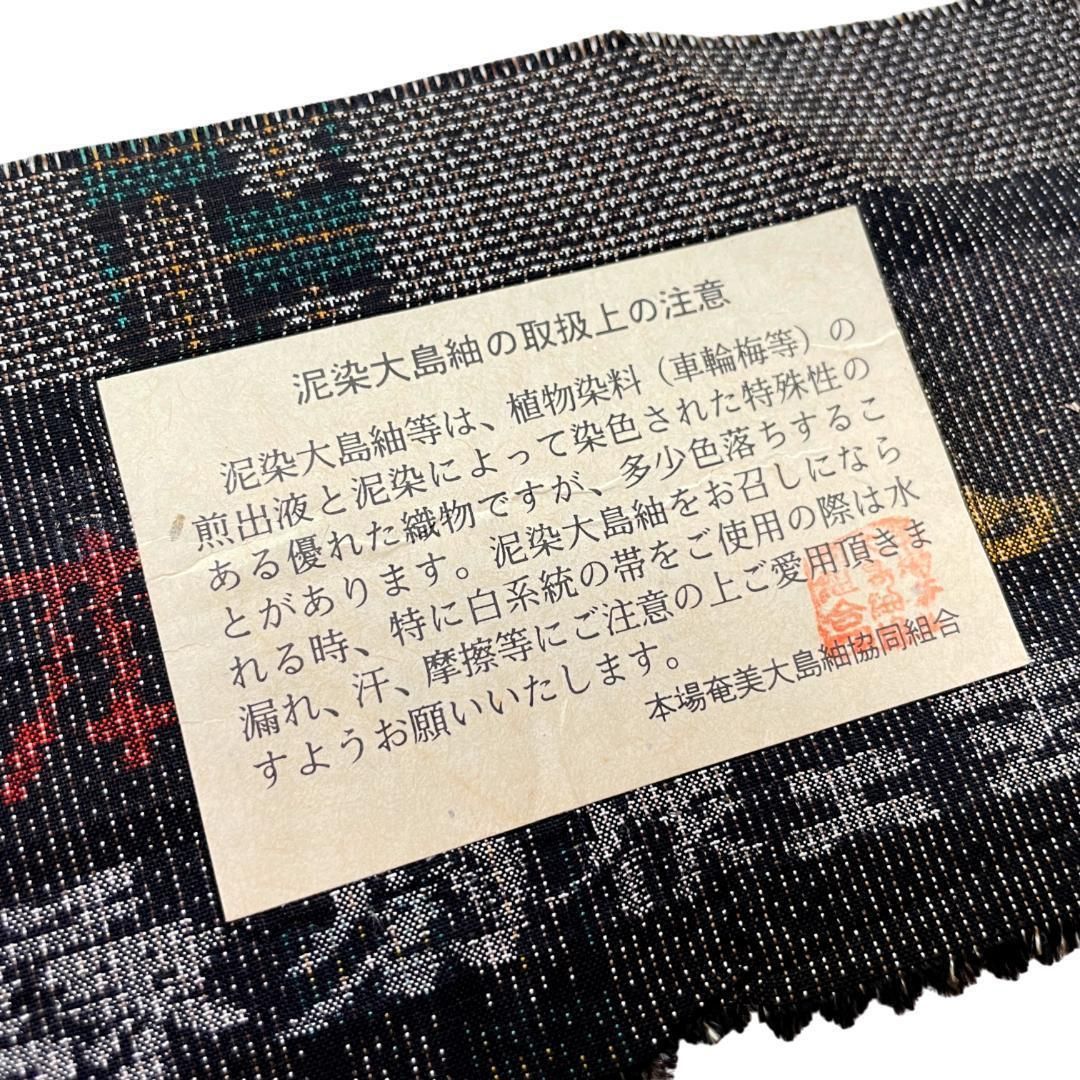 泥染大島紬の取扱上の注意
泥染大島紬等は、植物染料（車輪梅等）の
煎出液と泥染によって染色された特殊性の
ある優れた織物ですが、多少色落ちするこ
とがあります。泥染大島紬をお召しになら
れる時、特に白系統の帯をご使用の際は水
漏れ、汗、摩擦等にご注意の上ご愛用頂きま
すようお願いいたします。
本場奄美大島紬協同組合